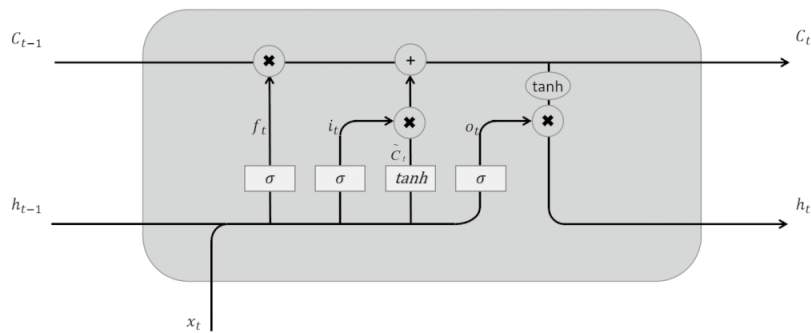 C_{t-1}
C_t
×
+
tanh
f_t
i_t
×
o_t
×
C̃_t
σ
σ
tanh
σ
h_{t-1}
h_t
x_t